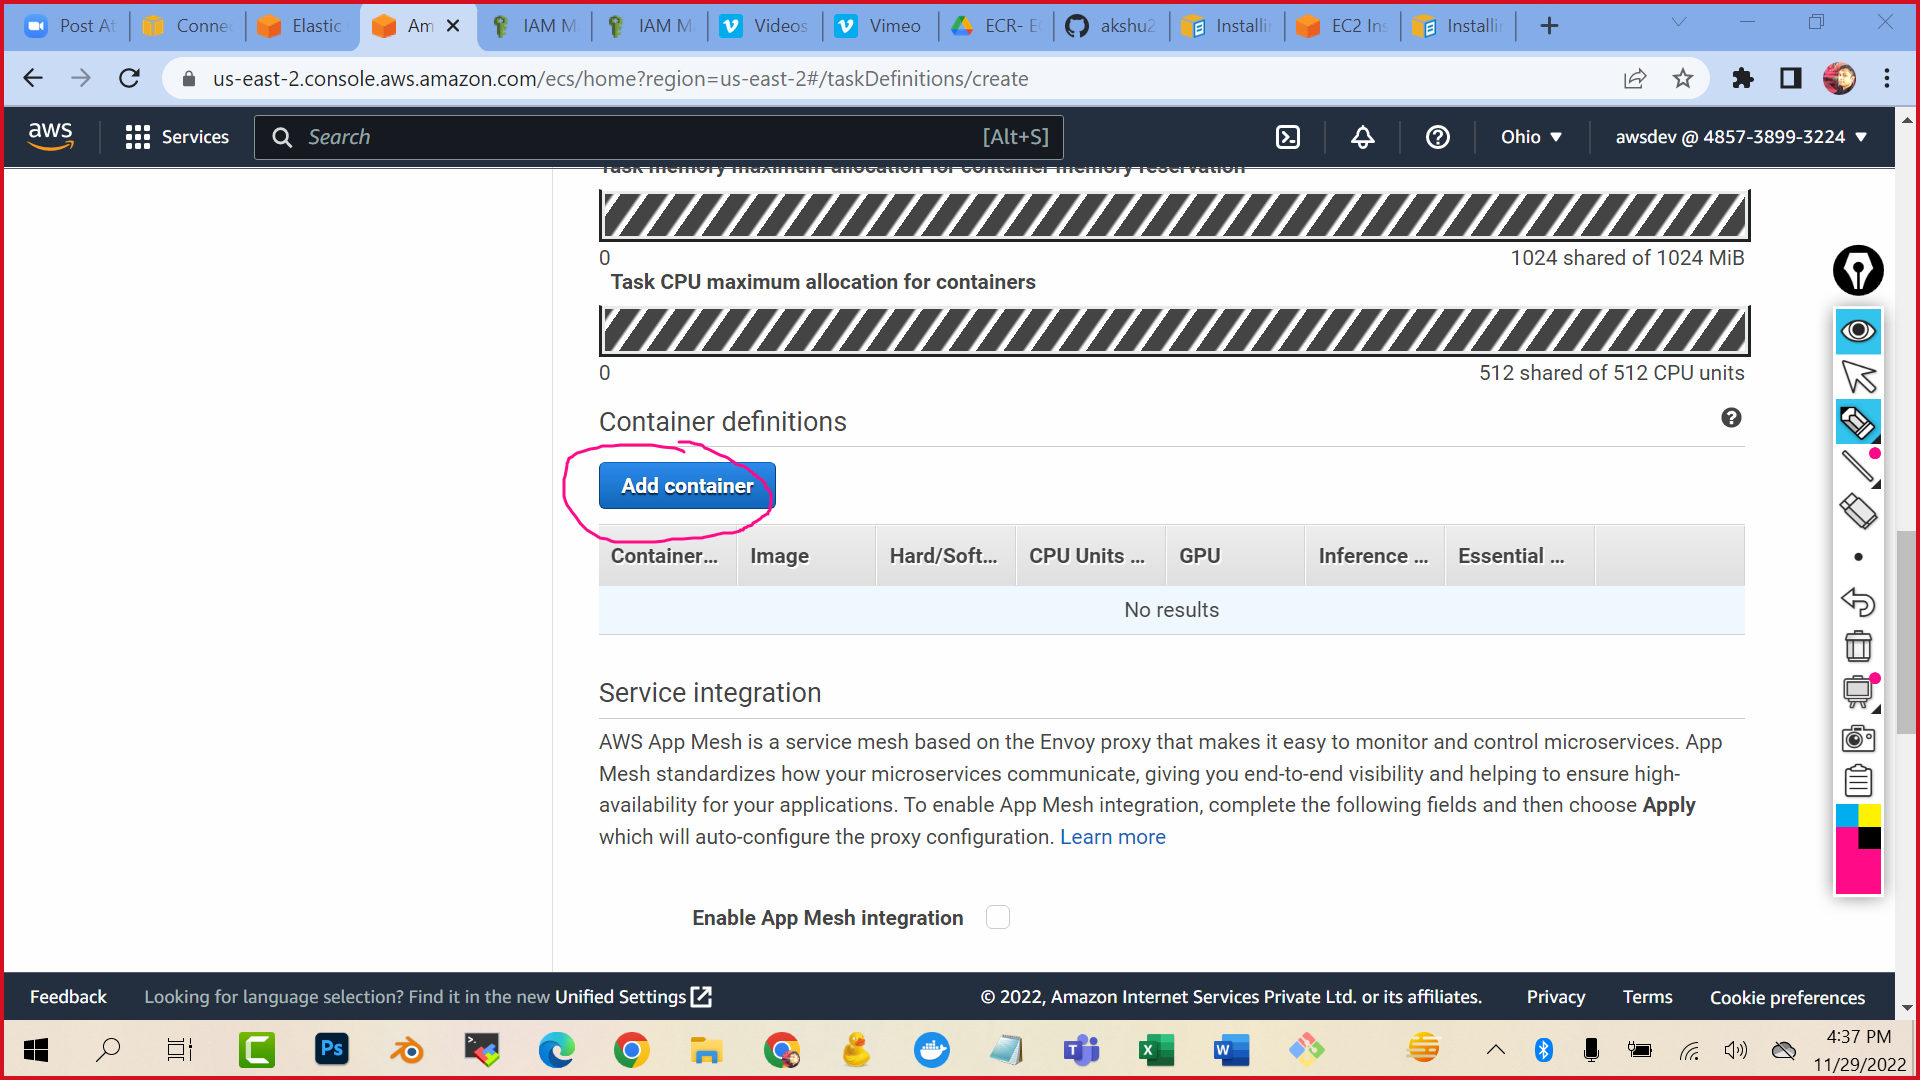 Post At
Conne
Elastic
Am
IAM M
IAM M
Videos
Vimeo
ECR- E
akshu2
Installi
EC2 Ins
Installi
us-east-2.console.aws.amazon.com/ecs/home?region=us-east-2#/taskDefinitions/create
aws
Services
Search
[Alt+S]
Ohio
awsdev @ 4857-3899-3224
Task memory maximum allocation for container memory reservation
0
1024 shared of 1024 MiB
Task CPU maximum allocation for containers
0
512 shared of 512 CPU units
Container definitions
Add container
Container...
Image
Hard/Soft...
CPU Units ...
GPU
Inference ...
Essential ...
No results
Service integration
AWS App Mesh is a service mesh based on the Envoy proxy that makes it easy to monitor and control microservices. App
Mesh standardizes how your microservices communicate, giving you end-to-end visibility and helping to ensure high-
availability for your applications. To enable App Mesh integration, complete the following fields and then choose Apply
which will auto-configure the proxy configuration. Learn more
Enable App Mesh integration
Feedback
Looking for language selection? Find it in the new Unified Settings
© 2022, Amazon Internet Services Private Ltd. or its affiliates.
Privacy
Terms
Cookie preferences
Ps
4:37 PM
11/29/2022